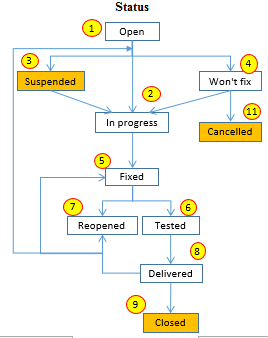 Status
1
Open
3
4
Suspended
Won't fix
2
11
In progress
Cancelled
5
Fixed
7
6
Reopened
Tested
8
Delivered
9
Closed